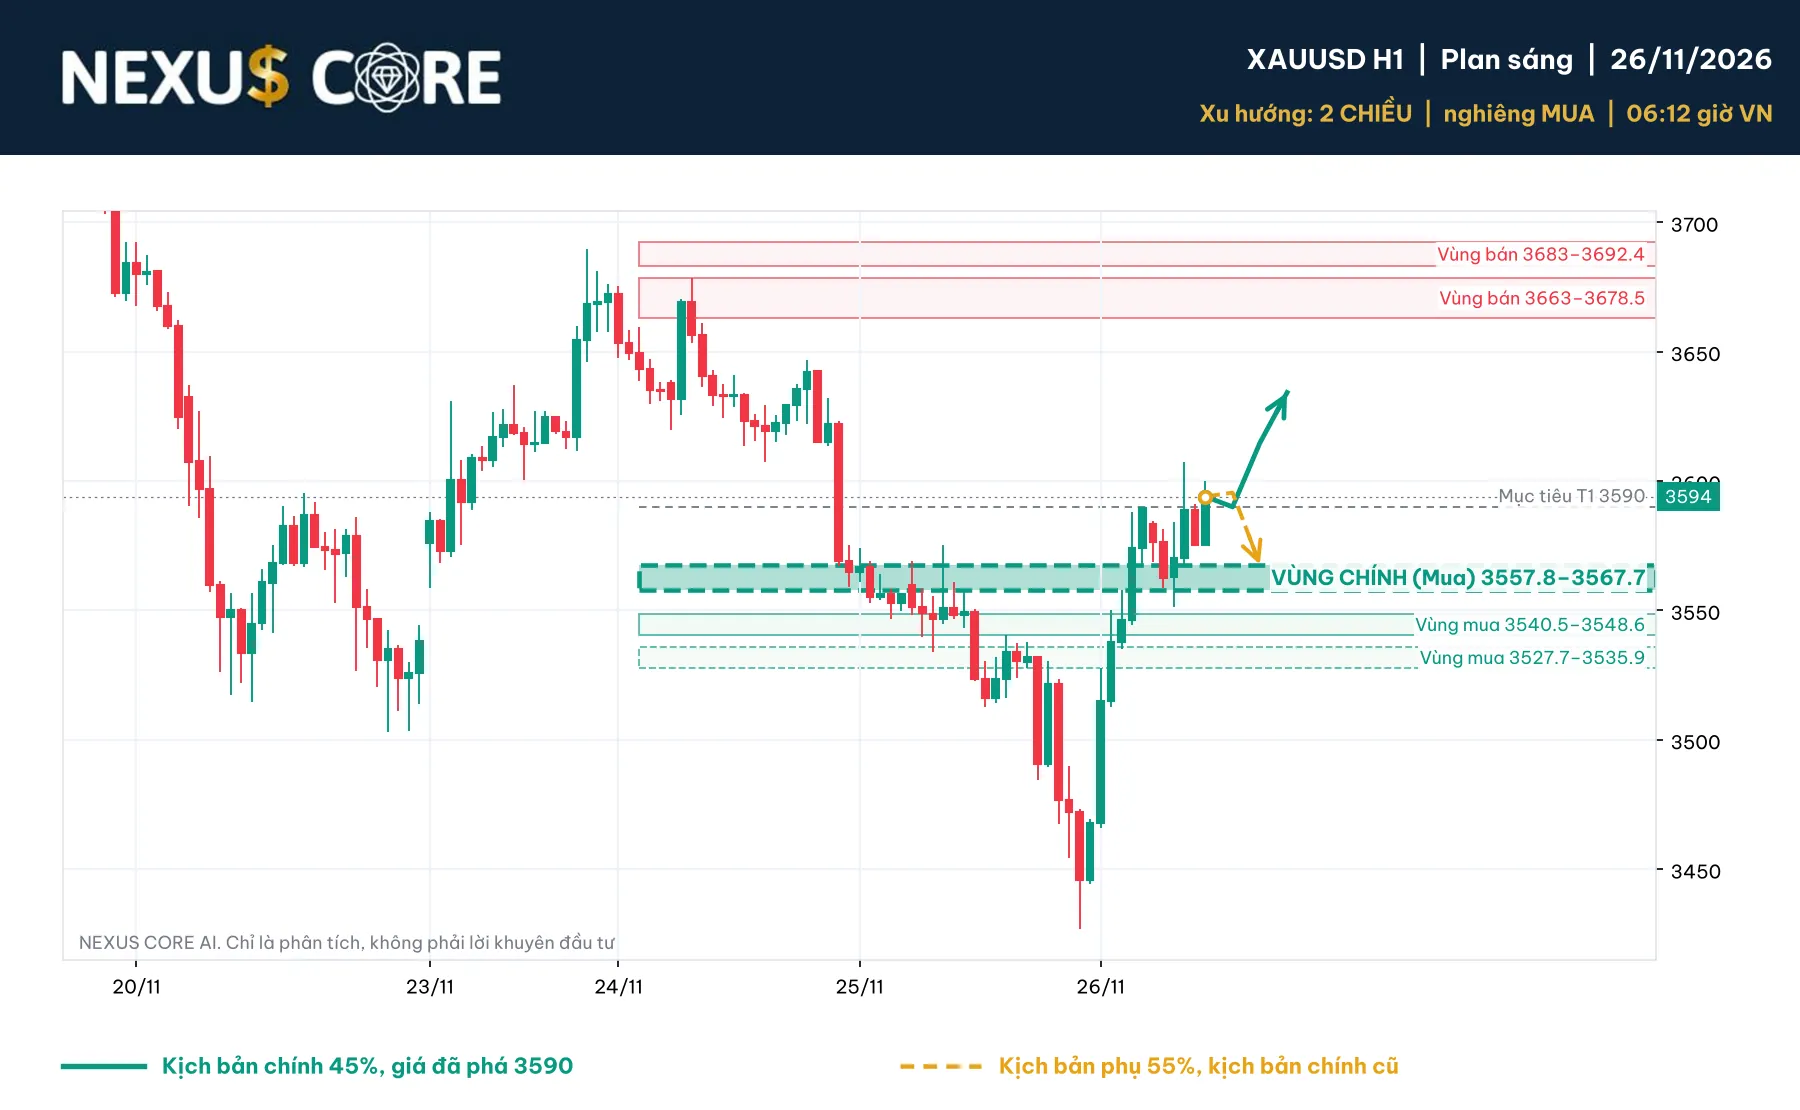 NEXU$ CORE
XAUUSD H1 | Plan sáng | 26/11/2026
Xu hướng: 2 CHIỀU | nghiêng MUA | 06:12 giờ VN
3700
Vùng bán 3683–3692.4
Vùng bán 3663–3678.5
3650
3600
Mục tiêu T1 3590
3594
VÙNG CHÍNH (Mua) 3557.8–3567.7
3550
Vùng mua 3540.5–3548.6
Vùng mua 3527.7–3535.9
3500
3450
NEXUS CORE AI. Chỉ là phân tích, không phải lời khuyên đầu tư
20/11 23/11 24/11 25/11 26/11
Kịch bản chính 45%, giá đã phá 3590
Kịch bản phụ 55%, kịch bản chính cũ